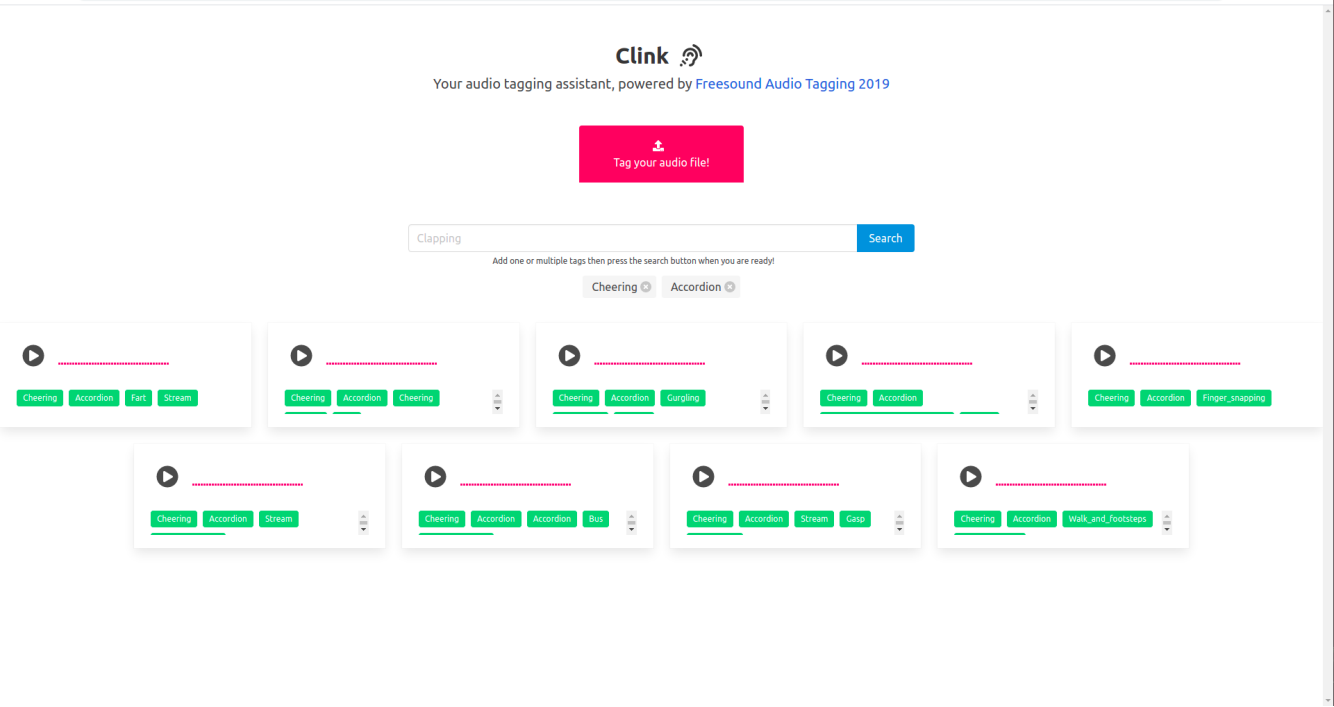 Clink
Your audio tagging assistant, powered by Freesound Audio Tagging 2019
Tag your audio file!
Clapping Search
Add one or multiple tags then press the search button when you are ready!
Cheering Accordion
Cheering Accordion Fart Stream
Cheering Accordion Cheering
Cheering Accordion Gurgling
Cheering Accordion
Cheering Accordion Finger_snapping
Cheering Accordion Stream
Cheering Accordion Accordion Bus
Cheering Accordion Stream Gasp
Cheering Accordion Walk_and_footsteps